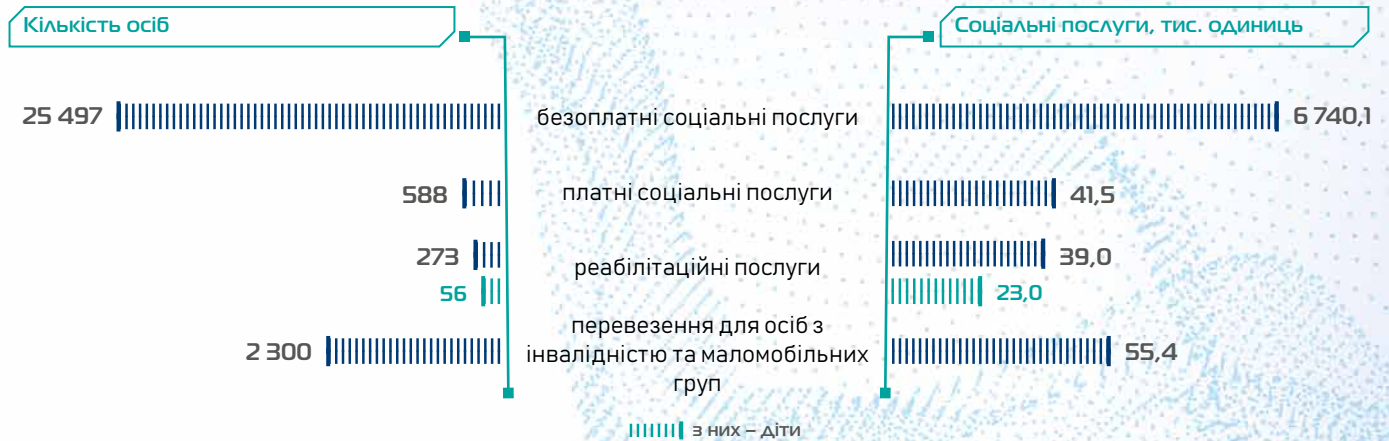 Кількість осіб
Соціальні послуги, тис. одиниць
25 497
безоплатні соціальні послуги
6 740,1
588
платні соціальні послуги
41,5
273
реабілітаційні послуги
39,0
56
23,0
2 300
перевезення для осіб з
інвалідністю та маломобільних
груп
55,4
з них – діти